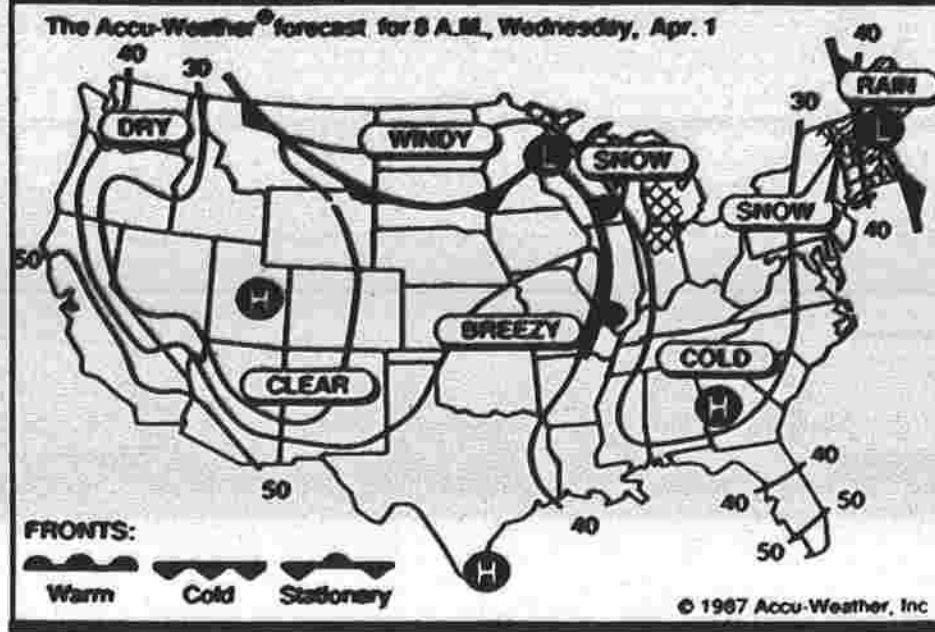 The Accu-Weather® forecast for 8 A.M., Wednesday, Apr. 1
40
40
30
RAIN
30
DRY
WINDY
L
L
SNOW
SNOW
40
50
H
BREEZY
COLD
CLEAR
H
40
50
40
50
40
50
FRONTS:
H
Warm
Cold
Stationary
© 1987 Accu-Weather, Inc